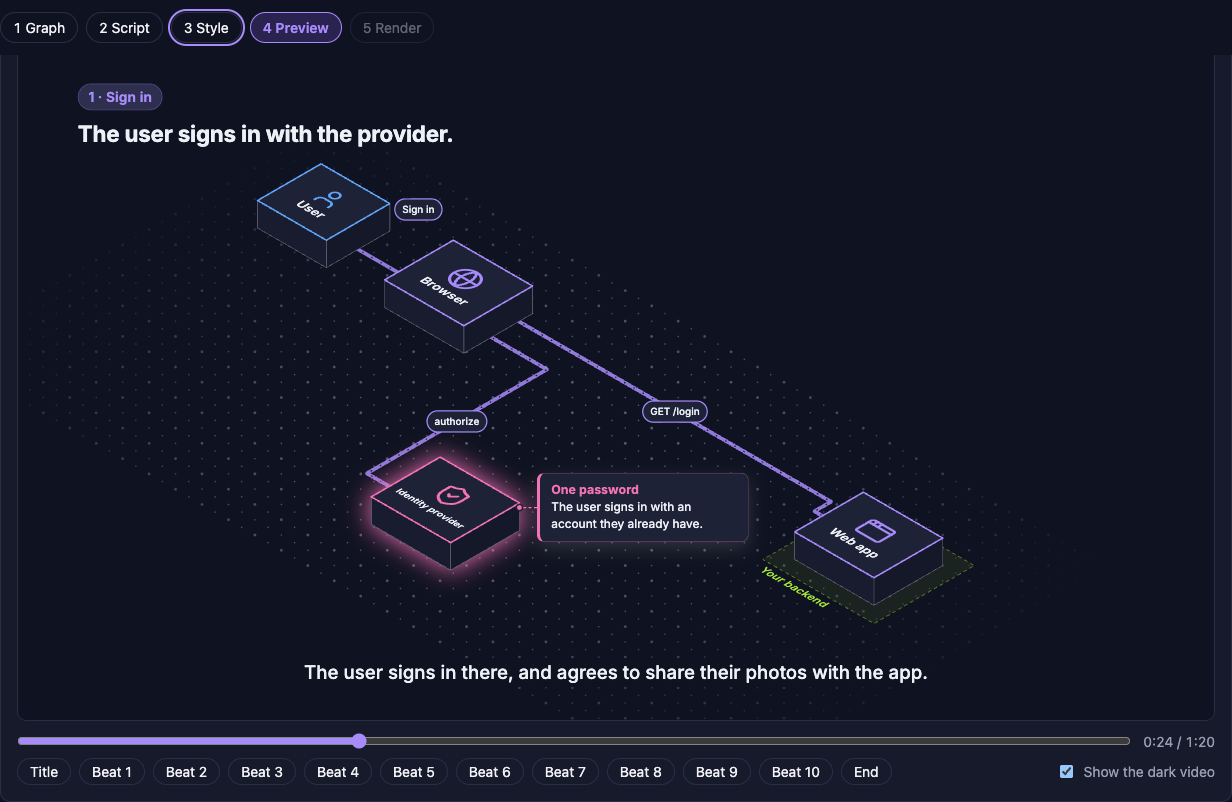 1 Graph
2 Script
3 Style
4 Preview
5 Render
1 · Sign in
The user signs in with the provider.
User
Sign in
Browser
GET /login
authorize
Identity provider
One password
The user signs in with an
account they already have.
Web app
Your backend
The user signs in there, and agrees to share their photos with the app.
0:24 / 1:20
Title
Beat 1
Beat 2
Beat 3
Beat 4
Beat 5
Beat 6
Beat 7
Beat 8
Beat 9
Beat 10
End
Show the dark video